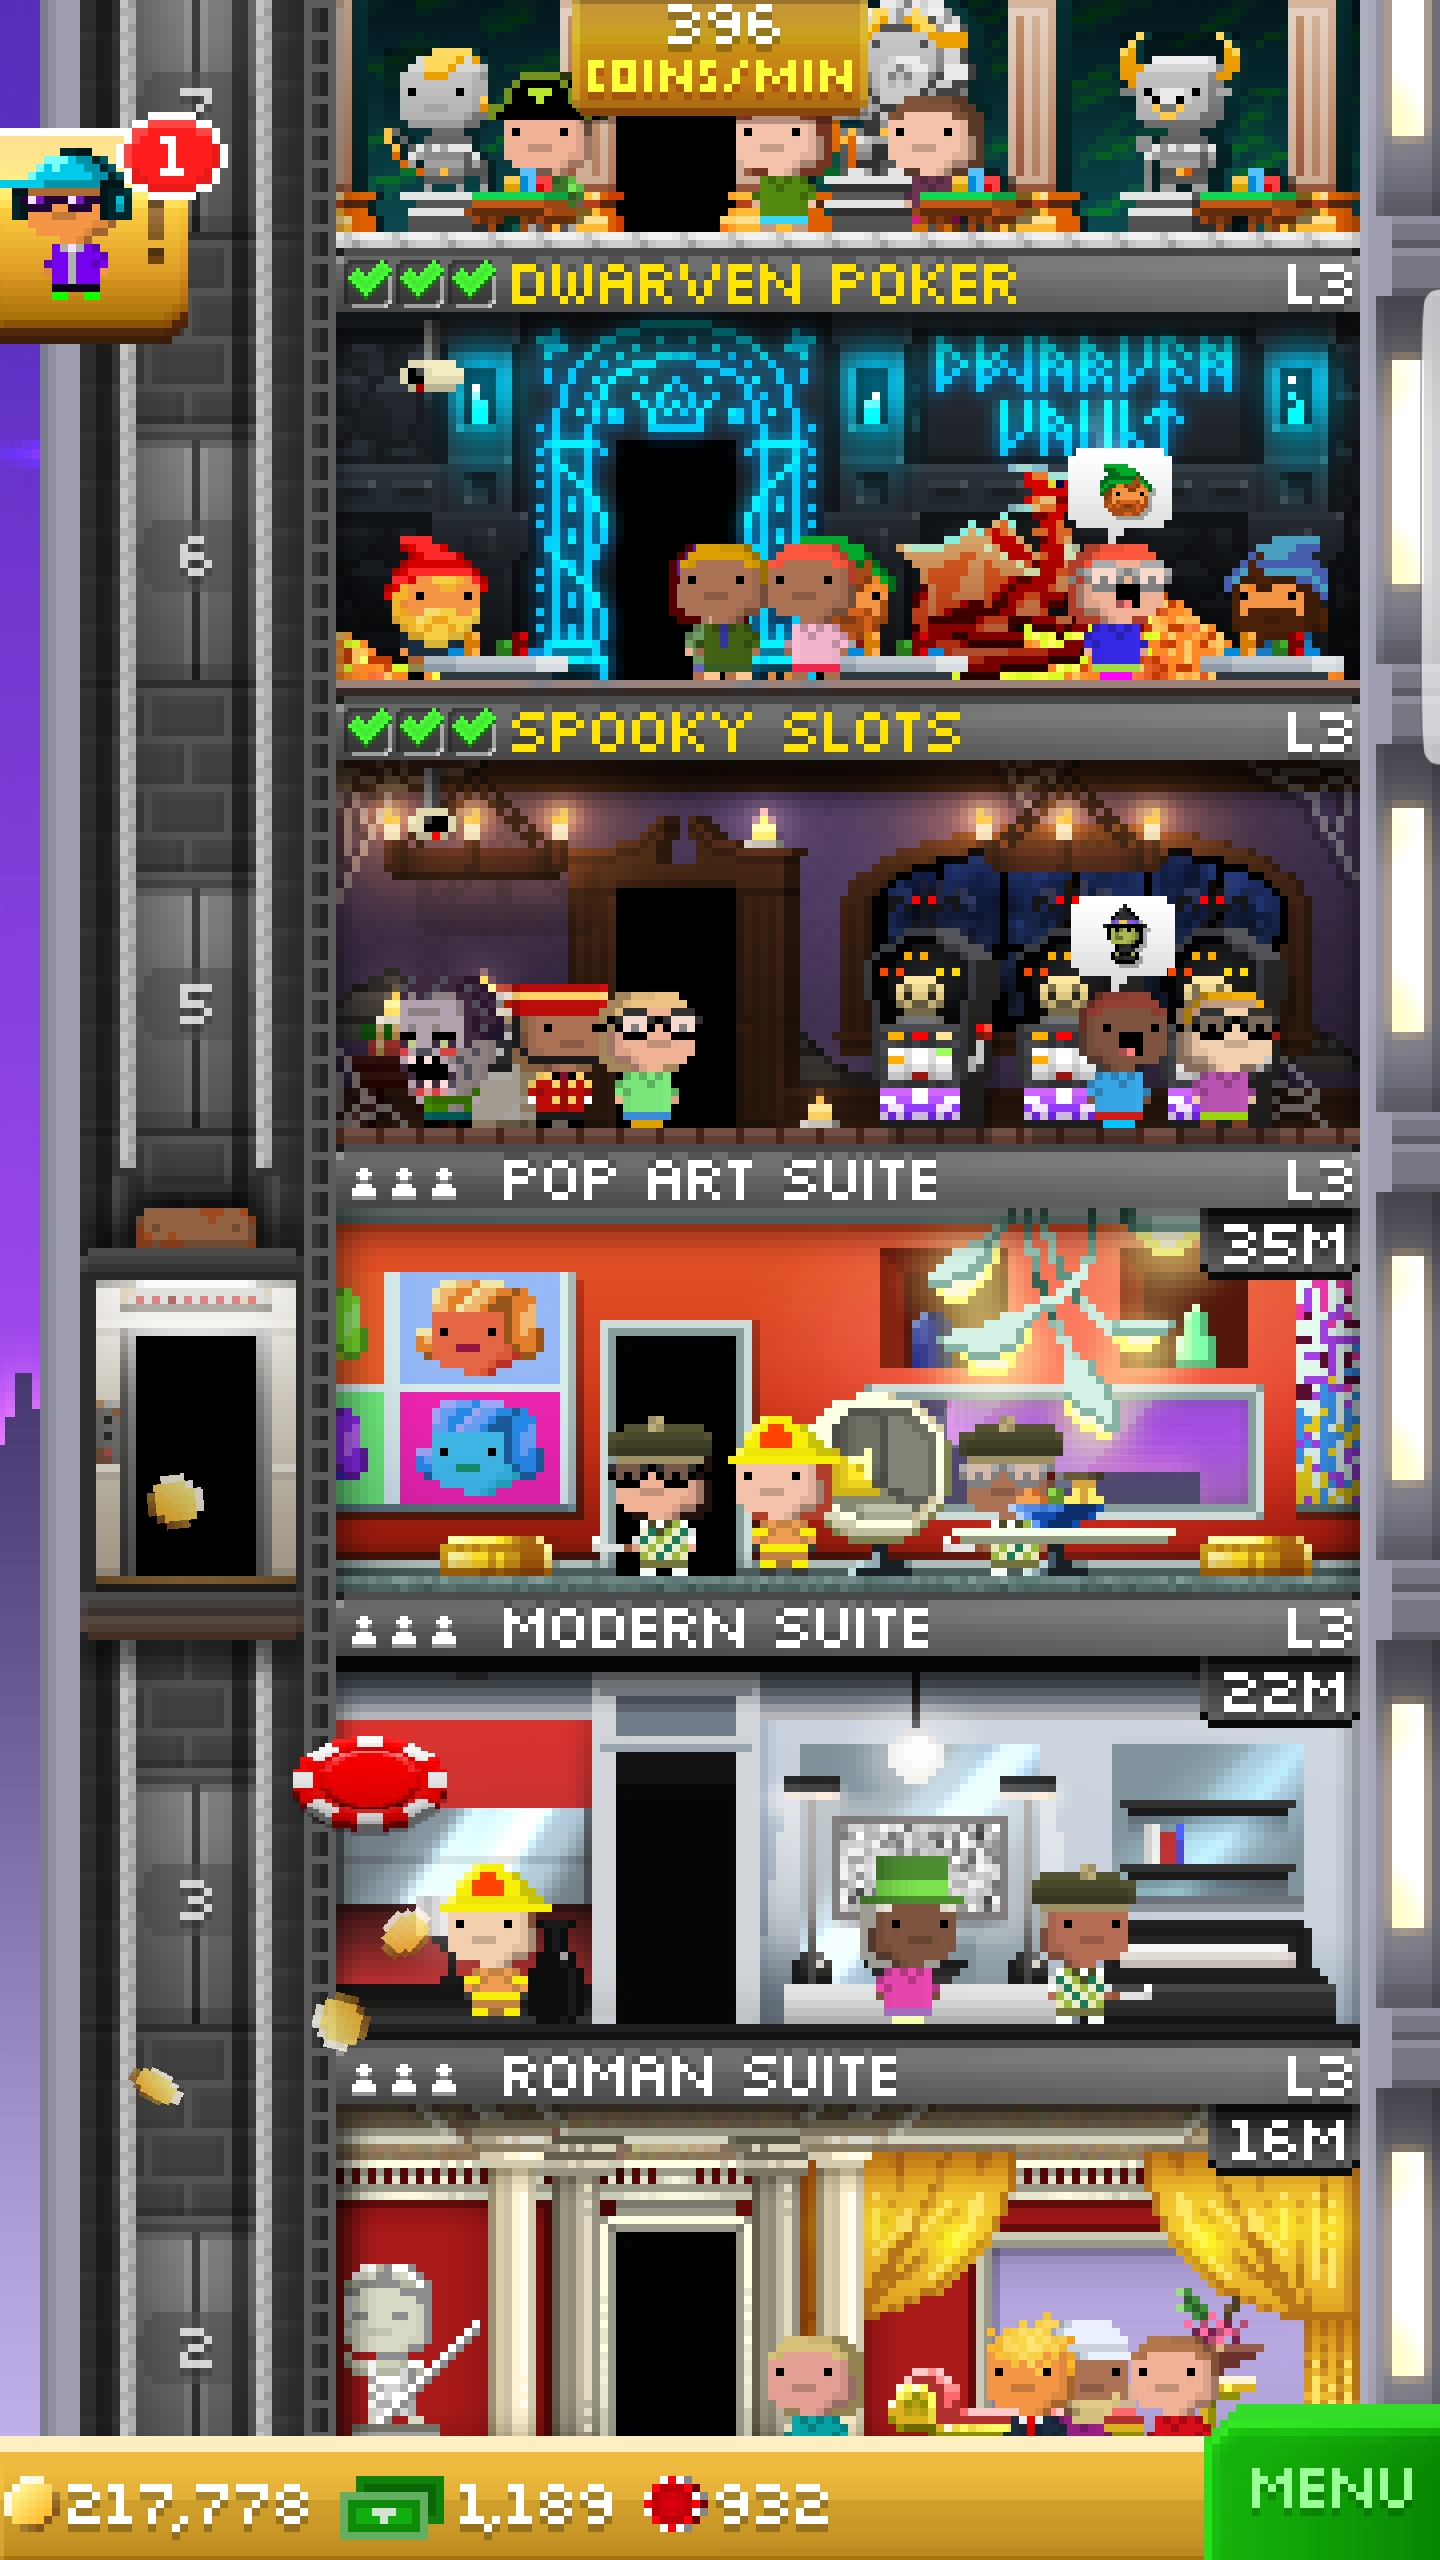 396
COINS/MIN
7
1
DWARVEN POKER L3
DWARVEN
VAULT
6
SPOOKY SLOTS L3
5
POP ART SUITE L3
35M
MODERN SUITE L3
22M
3
ROMAN SUITE L3
16M
2
217,778 1,189 932 MENU